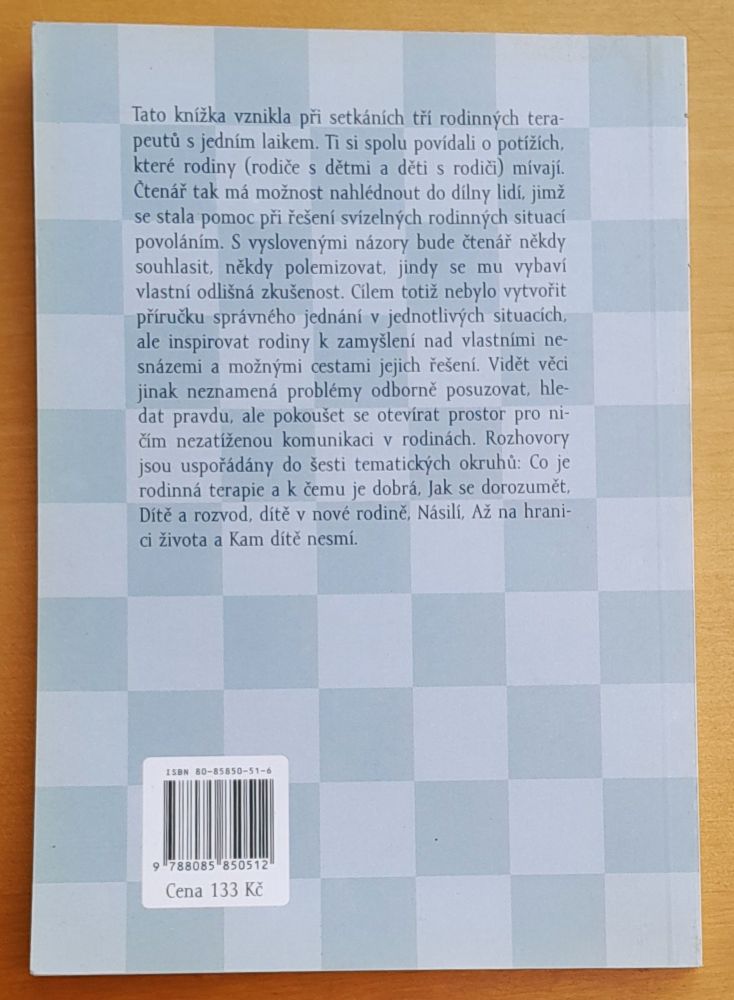 Tato knížka vznikla při setkáních tří rodinných tera-
peutů s jedním laikem. Ti si spolu povídali o potížích,
které rodiny (rodiče s dětmi a děti s rodiči) mívají.
Čtenář tak má možnost nahlédnout do dílny lidí, jimž
se stala pomoc při řešení svízelných rodinných situací
povoláním. S vyslovenými názory bude čtenář někdy
souhlasit, někdy polemizovat, jindy se mu vybaví
vlastní odlišná zkušenost. Cílem totiž nebylo vytvořit
příručku správného jednání v jednotlivých situacích,
ale inspirovat rodiny k zamyšlení nad vlastními ne-
snázemi a možnými cestami jejich řešení. Vidět věci
jinak neznamená problémy odborně posuzovat, hle-
dat pravdu, ale pokoušet se otevírat prostor pro ni-
čím nezatíženou komunikaci v rodinách. Rozhovory
jsou uspořádány do šesti tematických okruhů: Co je
rodinná terapie a k čemu je dobrá, Jak se dorozumět,
Dítě a rozvod, dítě v nové rodině, Násilí, Až na hrani-
ci života a Kam dítě nesmí.
ISBN 80-85850-51-6
9 788085 850512
Cena 133 Kč